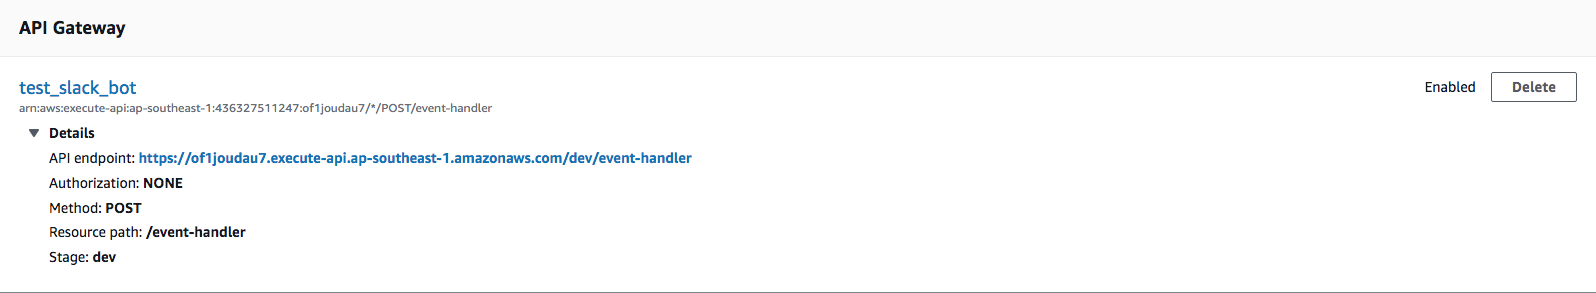 API Gateway
test_slack_bot
Enabled
Delete
arn:aws:execute-api:ap-southeast-1:436327511247:of1joudau7/*/POST/event-handler
Details
API endpoint: https://of1joudau7.execute-api.ap-southeast-1.amazonaws.com/dev/event-handler
Authorization: NONE
Method: POST
Resource path: /event-handler
Stage: dev